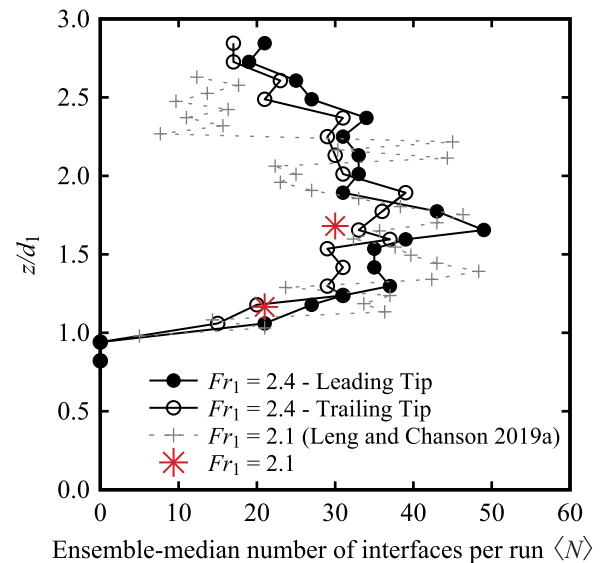 3.0
2.5
2.0
1.5
1.0
0.5
0.0
z/d₁
Fr₁ = 2.4 - Leading Tip
Fr₁ = 2.4 - Trailing Tip
Fr₁ = 2.1 (Leng and Chanson 2019a)
Fr₁ = 2.1
0 10 20 30 40 50 60
Ensemble-median number of interfaces per run ⟨N⟩